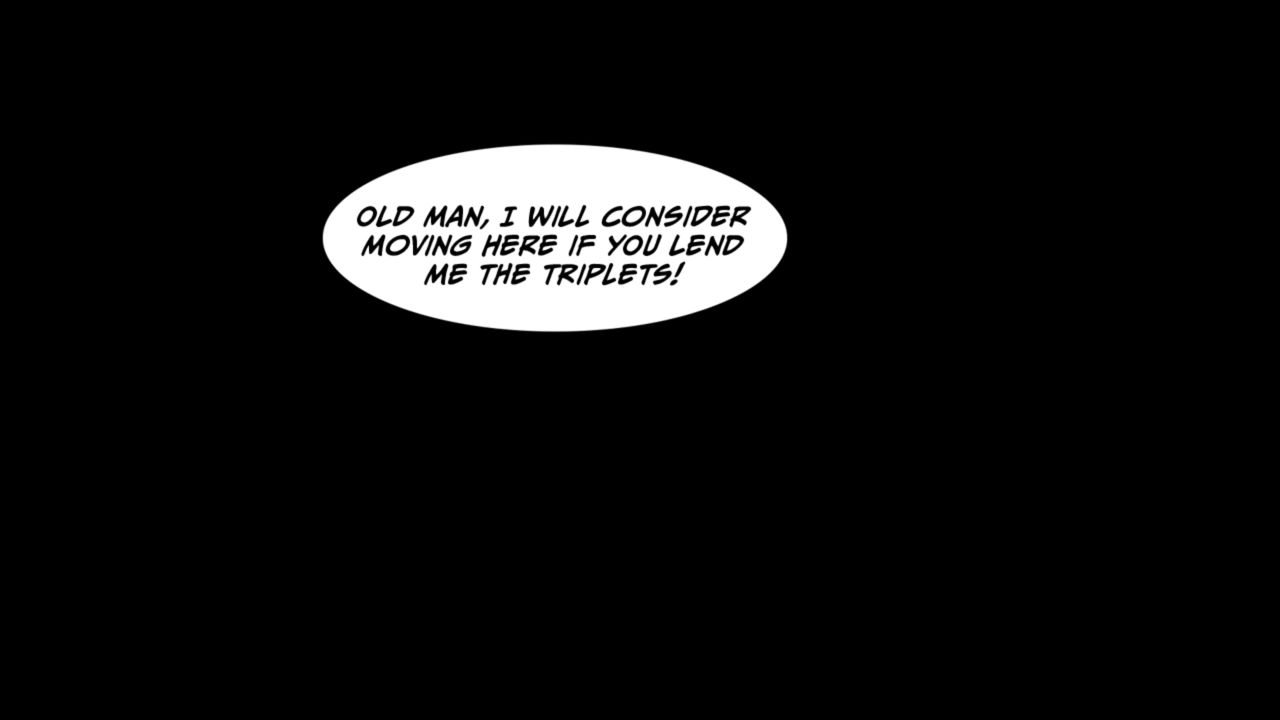 OLD MAN, I WILL CONSIDER
MOVING HERE IF YOU LEND
ME THE TRIPLETS!